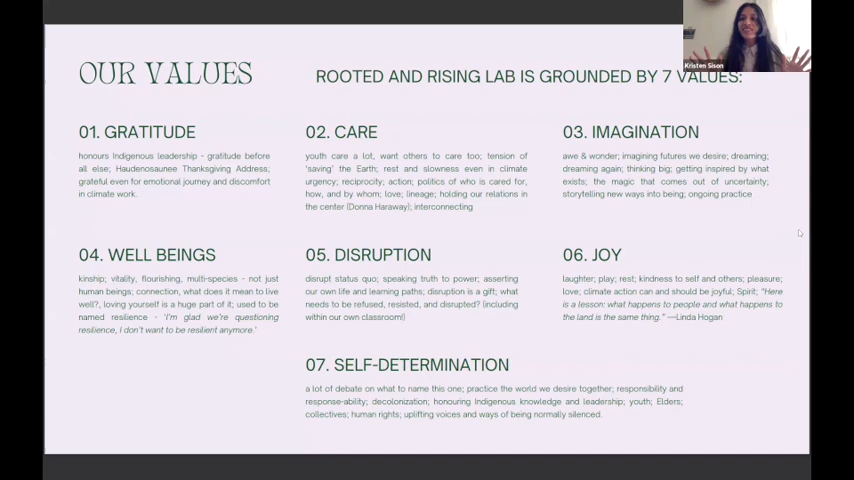 OUR VALUES
ROOTED AND RISING LAB IS GROUNDED BY 7 VALUES:
Kristen Sison
01. GRATITUDE
honours Indigenous leadership - gratitude before
all else; Haudenosaunee Thanksgiving Address;
grateful even for emotional journey and discomfort
in climate work.
02. CARE
youth care a lot, want others to care too; tension of
'saving' the Earth; rest and slowness even in climate
urgency; reciprocity; action; politics of who is cared for,
how, and by whom; love; lineage; holding our relations in
the center (Donna Haraway); interconnecting
03. IMAGINATION
awe & wonder; imagining futures we desire; dreaming;
dreaming again; thinking big; getting inspired by what
exists; the magic that comes out of uncertainty,
storytelling new ways into being; ongoing practice
04. WELL BEINGS
kinship; vitality, flourishing, multi-species - not just
human beings; connection, what does it mean to live
well?, loving yourself is a huge part of it; used to be
named resilience - 'I'm glad we're questioning
resilience, I don't want to be resilient anymore.'
05. DISRUPTION
disrupt status quo; speaking truth to power; asserting
our own life and learning paths; disruption is a gift; what
needs to be refused, resisted, and disrupted? (including
within our own classroom!)
06. JOY
laughter; play; rest; kindness to self and others; pleasure;
love; climate action can and should be joyful; Spirit; "Here
is a lesson: what happens to people and what happens to
the land is the same thing." —Linda Hogan
07. SELF-DETERMINATION
a lot of debate on what to name this one; practice the world we desire together; responsibility and
response-ability; decolonization; honouring Indigenous knowledge and leadership; youth; Elders;
collectives; human rights; uplifting voices and ways of being normally silenced.